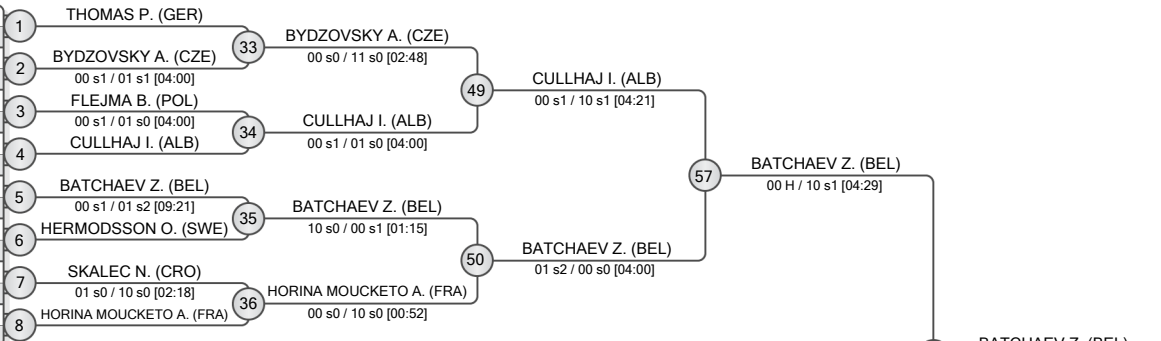 1
THOMAS P. (GER)
2
BYDZOVSKY A. (CZE)
00 s1 / 01 s1 [04:00]
3
FLEJMA B. (POL)
00 s1 / 01 s0 [04:00]
4
CULLHAJ I. (ALB)
5
BATCHAEV Z. (BEL)
00 s1 / 01 s2 [09:21]
6
HERMODSSON O. (SWE)
7
SKALEC N. (CRO)
01 s0 / 10 s0 [02:18]
8
HORINA MOUCKETO A. (FRA)
33
BYDZOVSKY A. (CZE)
00 s0 / 11 s0 [02:48]
34
CULLHAJ I. (ALB)
00 s1 / 01 s0 [04:00]
35
BATCHAEV Z. (BEL)
10 s0 / 00 s1 [01:15]
36
HORINA MOUCKETO A. (FRA)
00 s0 / 10 s0 [00:52]
49
CULLHAJ I. (ALB)
00 s1 / 10 s1 [04:21]
50
BATCHAEV Z. (BEL)
01 s2 / 00 s0 [04:00]
57
BATCHAEV Z. (BEL)
00 H / 10 s1 [04:29]
BATCHAEV Z. (BEL)